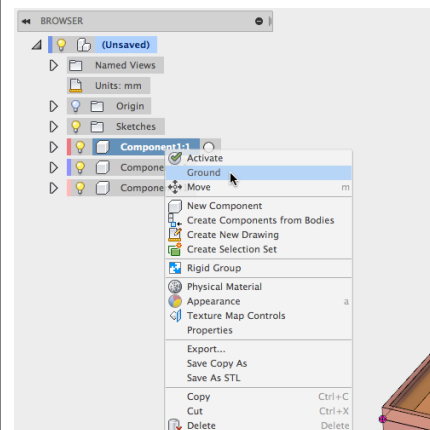 BROWSER
(Unsaved)
Named Views
Units: mm
Origin
Sketches
Component1:1
Compone
Compone
Activate
Ground
Move m
New Component
Create Components from Bodies
Create New Drawing
Create Selection Set
Rigid Group
Physical Material
Appearance a
Texture Map Controls
Properties
Export...
Save Copy As
Save As STL
Copy Ctrl+C
Cut Ctrl+X
Delete Delete